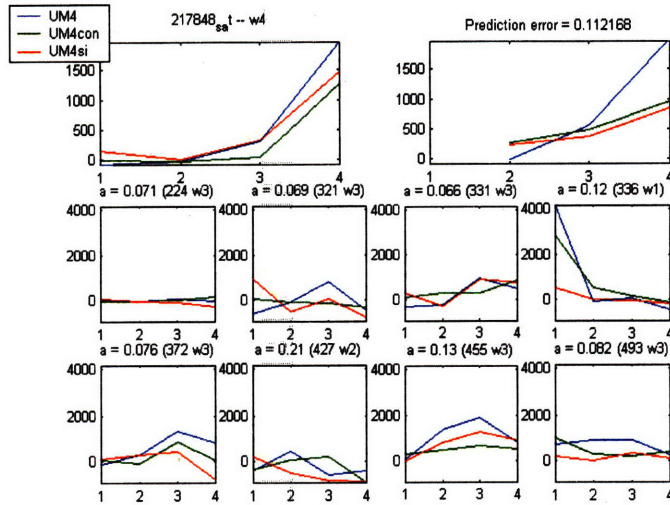 UM4
UM4con
UM4si
217848sat -- w4
Prediction error = 0.112168
1500
1000
500
0
1 2 3 4
1500
1000
500
0
1 2 3 4
a = 0.071 (224 w3)
a = 0.069 (321 w3)
a = 0.066 (331 w3)
a = 0.12 (336 w1)
4000
2000
0
1 2 3 4
4000
2000
0
1 2 3 4
4000
2000
0
1 2 3 4
4000
2000
0
1 2 3 4
a = 0.076 (372 w3)
a = 0.21 (427 w2)
a = 0.13 (455 w3)
a = 0.082 (493 w3)
4000
2000
0
1 2 3 4
4000
2000
0
1 2 3 4
4000
2000
0
1 2 3 4
4000
2000
0
1 2 3 4